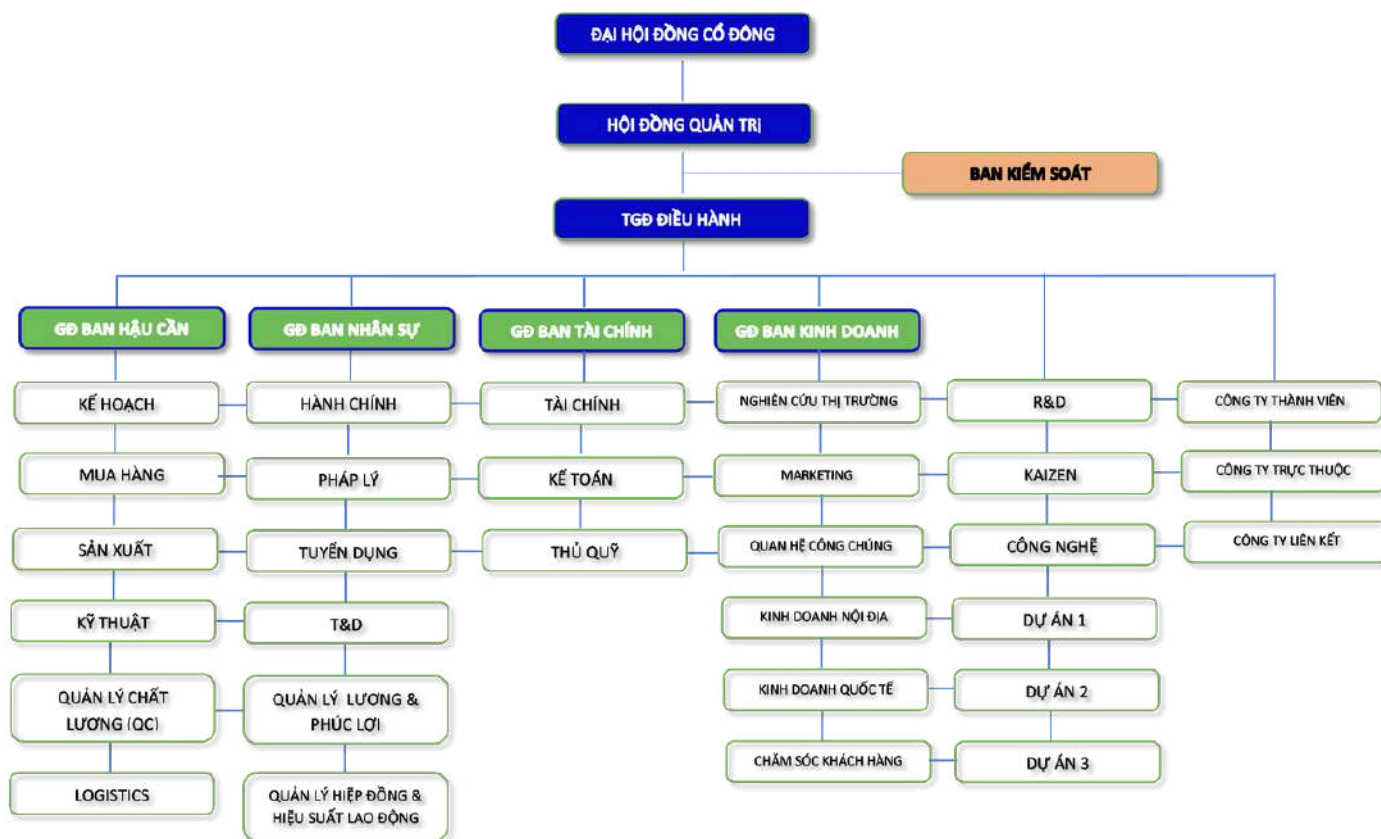 ĐẠI HỘI ĐỒNG CỔ ĐÔNG
HỘI ĐỒNG QUẢN TRỊ
BAN KIỂM SOÁT
TGĐ ĐIỀU HÀNH
GĐ BAN HẬU CẦN
GĐ BAN NHÂN SỰ
GĐ BAN TÀI CHÍNH
GĐ BAN KINH DOANH
KẾ HOẠCH
HÀNH CHÍNH
TÀI CHÍNH
NGHIÊN CỨU THỊ TRƯỜNG
R&D
CÔNG TY THÀNH VIÊN
MUA HÀNG
PHÁP LÝ
KẾ TOÁN
MARKETING
KAIZEN
CÔNG TY TRỰC THUỘC
SẢN XUẤT
TUYỂN DỤNG
THỦ QUỸ
QUAN HỆ CÔNG CHÚNG
CÔNG NGHỆ
CÔNG TY LIÊN KẾT
KỸ THUẬT
T&D
KINH DOANH NỘI ĐỊA
DỰ ÁN 1
QUẢN LÝ CHẤT
LƯỢNG (QC)
QUẢN LÝ LƯƠNG &
PHÚC LỢI
KINH DOANH QUỐC TẾ
DỰ ÁN 2
LOGISTICS
QUẢN LÝ HIỆP ĐỒNG &
HIỆU SUẤT LAO ĐỘNG
CHĂM SÓC KHÁCH HÀNG
DỰ ÁN 3